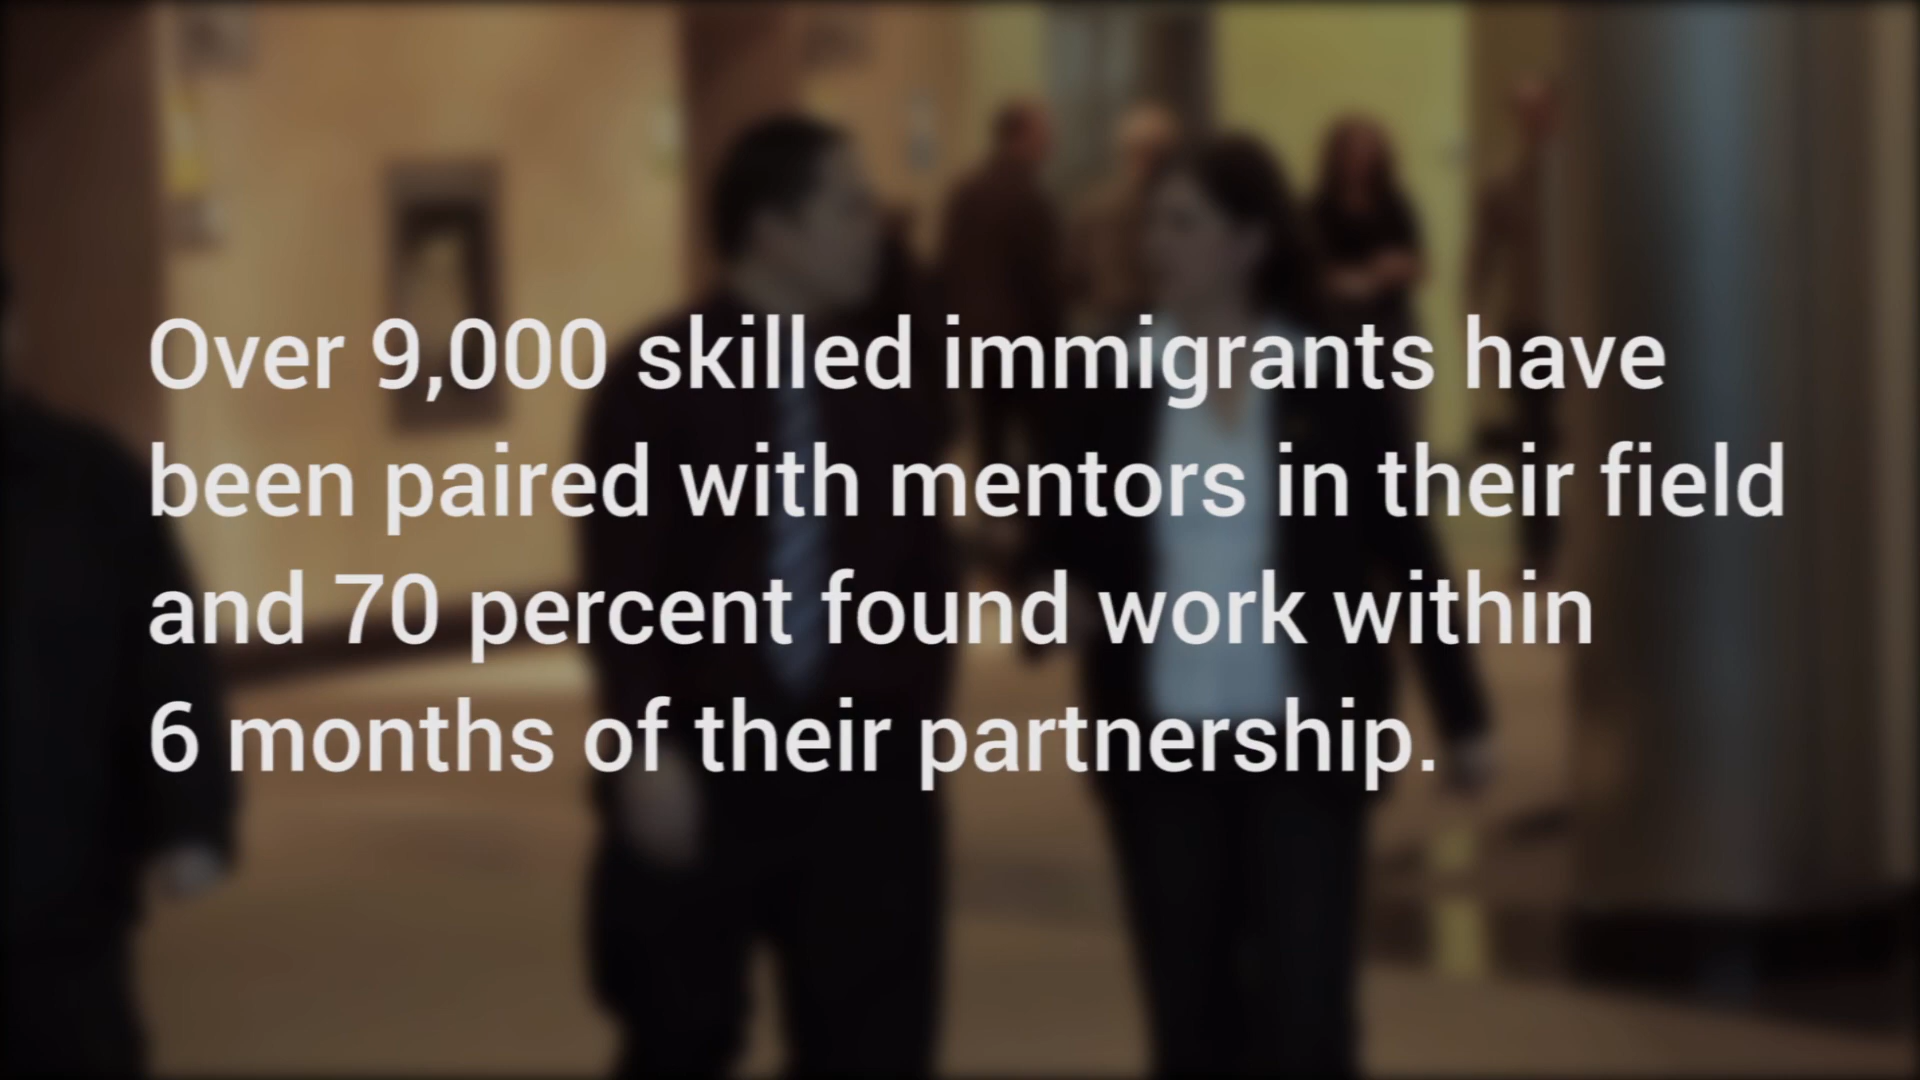 Over 9,000 skilled immigrants have
been paired with mentors in their field
and 70 percent found work within
6 months of their partnership.